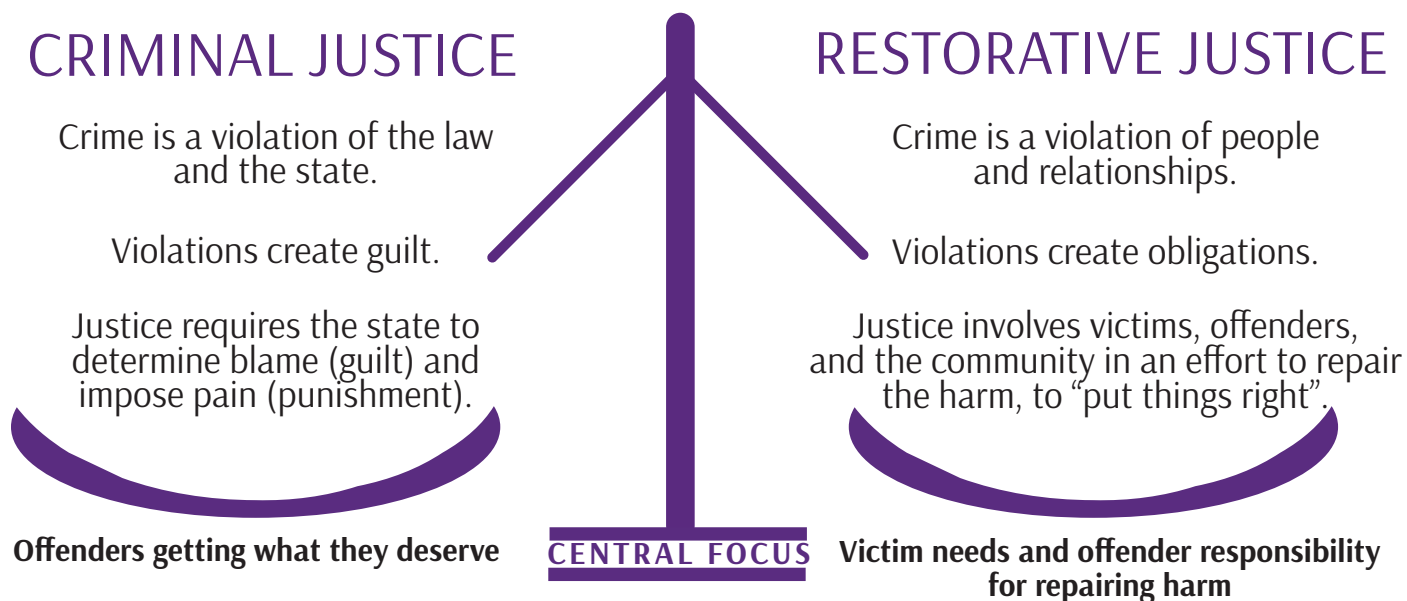 CRIMINAL JUSTICE
Crime is a violation of the law
and the state.
Violations create guilt.
Justice requires the state to
determine blame (guilt) and
impose pain (punishment).
Offenders getting what they deserve
CENTRAL FOCUS
RESTORATIVE JUSTICE
Crime is a violation of people
and relationships.
Violations create obligations.
Justice involves victims, offenders,
and the community in an effort to repair
the harm, to “put things right”.
Victim needs and offender responsibility
for repairing harm